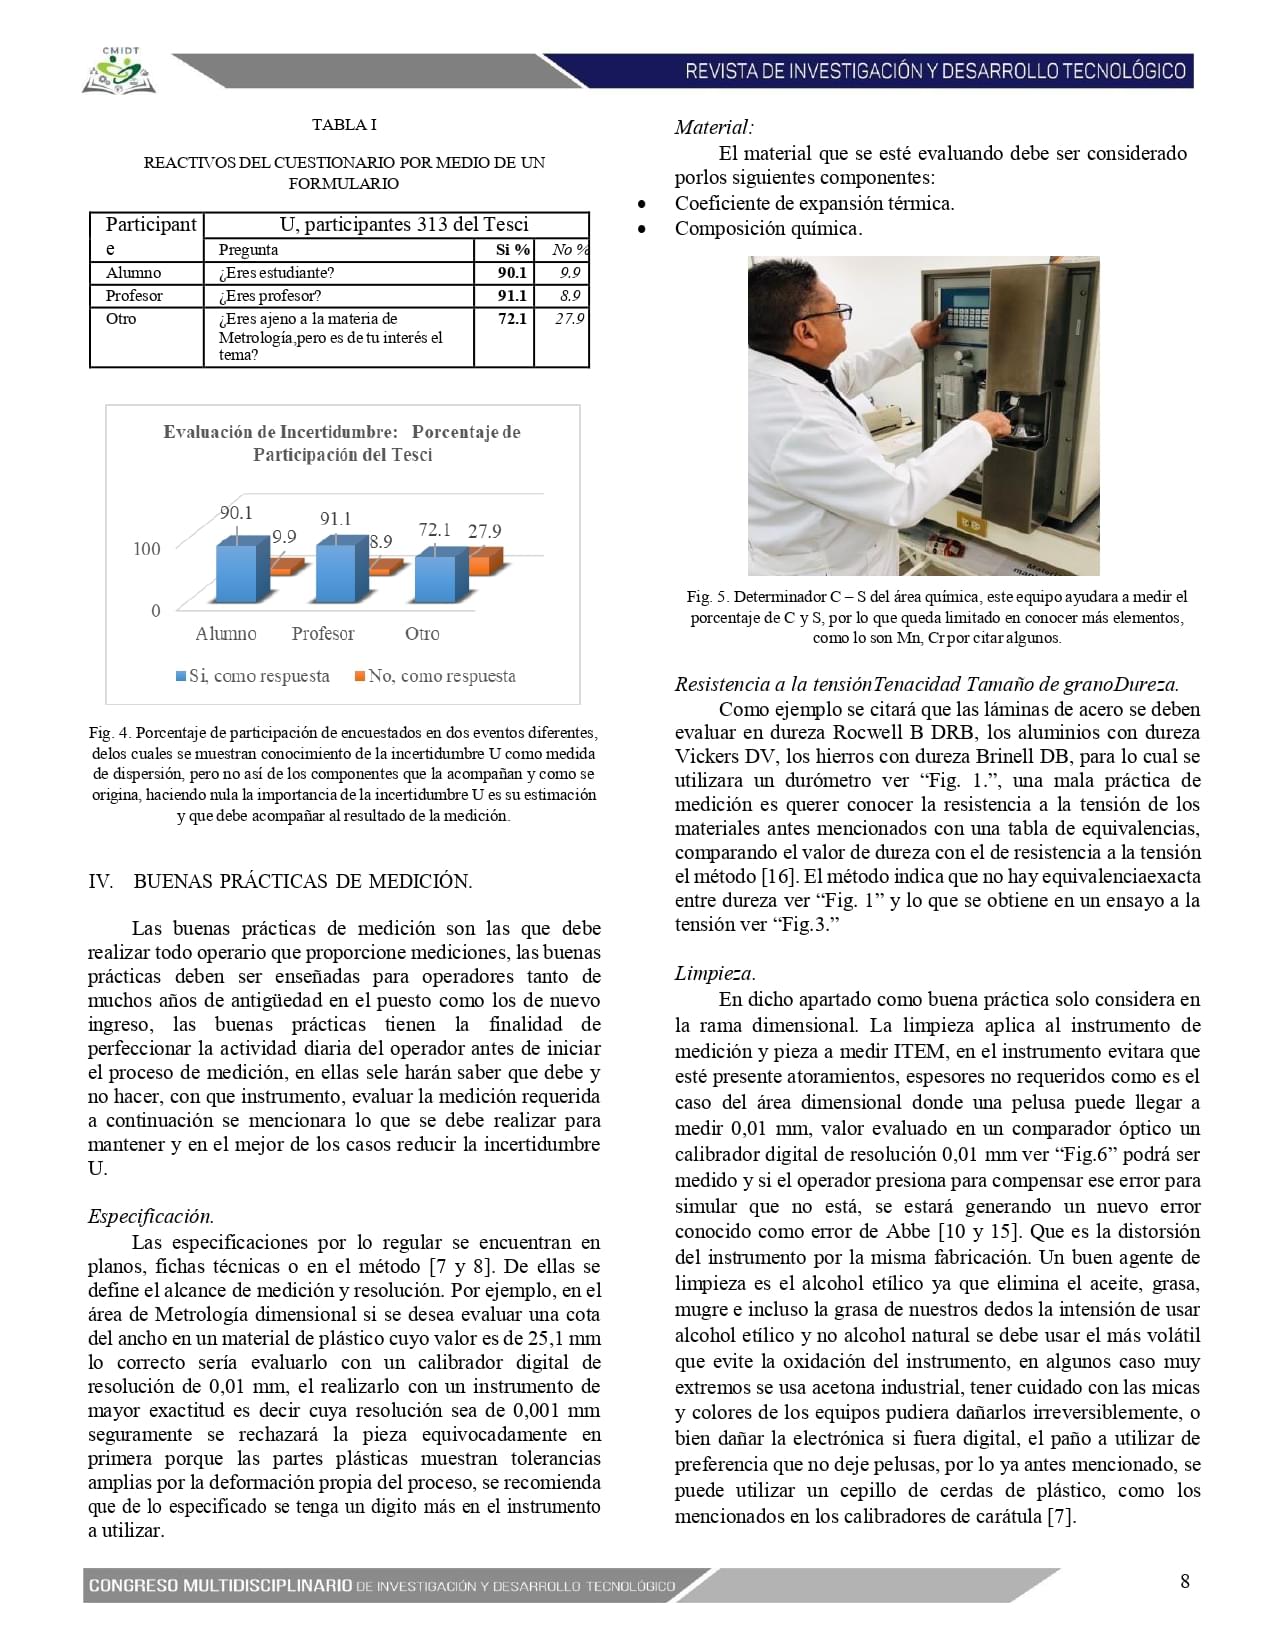 CMIDT
REVISTA DE INVESTIGACIÓN Y DESARROLLO TECNOLÓGICO
TABLA I
REACTIVOS DEL CUESTIONARIO POR MEDIO DE UN
FORMULARIO
Participant
e
U, participantes 313 del Tesci
Pregunta Si % No %
Alumno ¿Eres estudiante? 90.1 9.9
Profesor ¿Eres profesor? 91.1 8.9
Otro ¿Eres ajeno a la materia de 72.1 27.9
Metrología,pero es de tu interés el
tema?
Evaluación de Incertidumbre: Porcentaje de
Participación del Tesci
90.1 9.9 91.1 8.9 72.1 27.9
100
0
Alumno Profesor Otro
Si, como respuesta No, como respuesta
Fig. 4. Porcentaje de participación de encuestados en dos eventos diferentes,
delos cuales se muestran conocimiento de la incertidumbre U como medida
de dispersión, pero no así de los componentes que la acompañan y como se
origina, haciendo nula la importancia de la incertidumbre U es su estimación
y que debe acompañar al resultado de la medición.
IV. BUENAS PRÁCTICAS DE MEDICIÓN.
Las buenas prácticas de medición son las que debe
realizar todo operario que proporcione mediciones, las buenas
prácticas deben ser enseñadas para operadores tanto de
muchos años de antigüedad en el puesto como los de nuevo
ingreso, las buenas prácticas tienen la finalidad de
perfeccionar la actividad diaria del operador antes de iniciar
el proceso de medición, en ellas sele harán saber que debe y
no hacer, con que instrumento, evaluar la medición requerida
a continuación se mencionara lo que se debe realizar para
mantener y en el mejor de los casos reducir la incertidumbre
U.
Especificación.
Las especificaciones por lo regular se encuentran en
planos, fichas técnicas o en el método [7 y 8]. De ellas se
define el alcance de medición y resolución. Por ejemplo, en el
área de Metrología dimensional si se desea evaluar una cota
del ancho en un material de plástico cuyo valor es de 25,1 mm
lo correcto sería evaluarlo con un calibrador digital de
resolución de 0,01 mm, el realizarlo con un instrumento de
mayor exactitud es decir cuya resolución sea de 0,001 mm
seguramente se rechazará la pieza equivocadamente en
primera porque las partes plásticas muestran tolerancias
amplias por la deformación propia del proceso, se recomienda
que de lo especificado se tenga un digito más en el instrumento
a utilizar.
Material:
El material que se esté evaluando debe ser considerado
porlos siguientes componentes:
• Coeficiente de expansión térmica.
• Composición química.
Fig. 5. Determinador C – S del área química, este equipo ayudara a medir el
porcentaje de C y S, por lo que queda limitado en conocer más elementos,
como lo son Mn, Cr por citar algunos.
Resistencia a la tensiónTenacidad Tamaño de granoDureza.
Como ejemplo se citará que las láminas de acero se deben
evaluar en dureza Rocwell B DRB, los aluminios con dureza
Vickers DV, los hierros con dureza Brinell DB, para lo cual se
utilizara un durómetro ver “Fig. 1.”, una mala práctica de
medición es querer conocer la resistencia a la tensión de los
materiales antes mencionados con una tabla de equivalencias,
comparando el valor de dureza con el de resistencia a la tensión
el método [16]. El método indica que no hay equivalenciaexacta
entre dureza ver “Fig. 1” y lo que se obtiene en un ensayo a la
tensión ver “Fig.3.”
Limpieza.
En dicho apartado como buena práctica solo considera en
la rama dimensional. La limpieza aplica al instrumento de
medición y pieza a medir ITEM, en el instrumento evitara que
esté presente atoramientos, espesores no requeridos como es el
caso del área dimensional donde una pelusa puede llegar a
medir 0,01 mm, valor evaluado en un comparador óptico un
calibrador digital de resolución 0,01 mm ver “Fig.6” podrá ser
medido y si el operador presiona para compensar ese error para
simular que no está, se estará generando un nuevo error
conocido como error de Abbe [10 y 15]. Que es la distorsión
del instrumento por la misma fabricación. Un buen agente de
limpieza es el alcohol etílico ya que elimina el aceite, grasa,
mugre e incluso la grasa de nuestros dedos la intensión de usar
alcohol etílico y no alcohol natural se debe usar el más volátil
que evite la oxidación del instrumento, en algunos caso muy
extremos se usa acetona industrial, tener cuidado con las micas
y colores de los equipos pudiera dañarlos irreversiblemente, o
bien dañar la electrónica si fuera digital, el paño a utilizar de
preferencia que no deje pelusas, por lo ya antes mencionado, se
puede utilizar un cepillo de cerdas de plástico, como los
mencionados en los calibradores de carátula [7].
CONGRESO MULTIDISCIPLINARIO DE INVESTIGACIÓN Y DESARROLLO TECNOLÓGICO
8